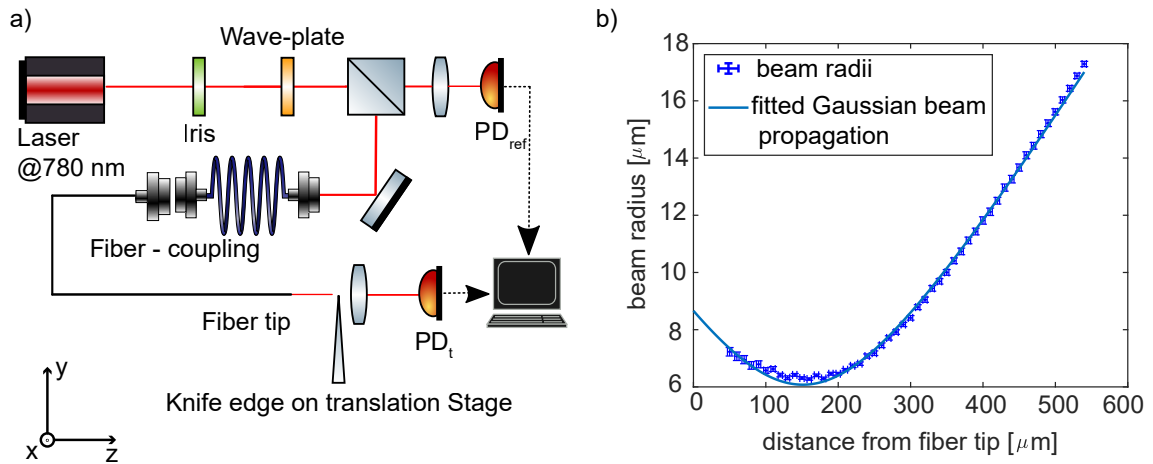 a)
Wave-plate
Laser
@780 nm
Iris
PD_ref
Fiber - coupling
Fiber tip
PD_t
Knife edge on translation Stage
y
x
z
b)
18
16
14
12
10
8
6
beam radius [μm]
beam radii
fitted Gaussian beam
propagation
0
100
200
300
400
500
600
distance from fiber tip [μm]